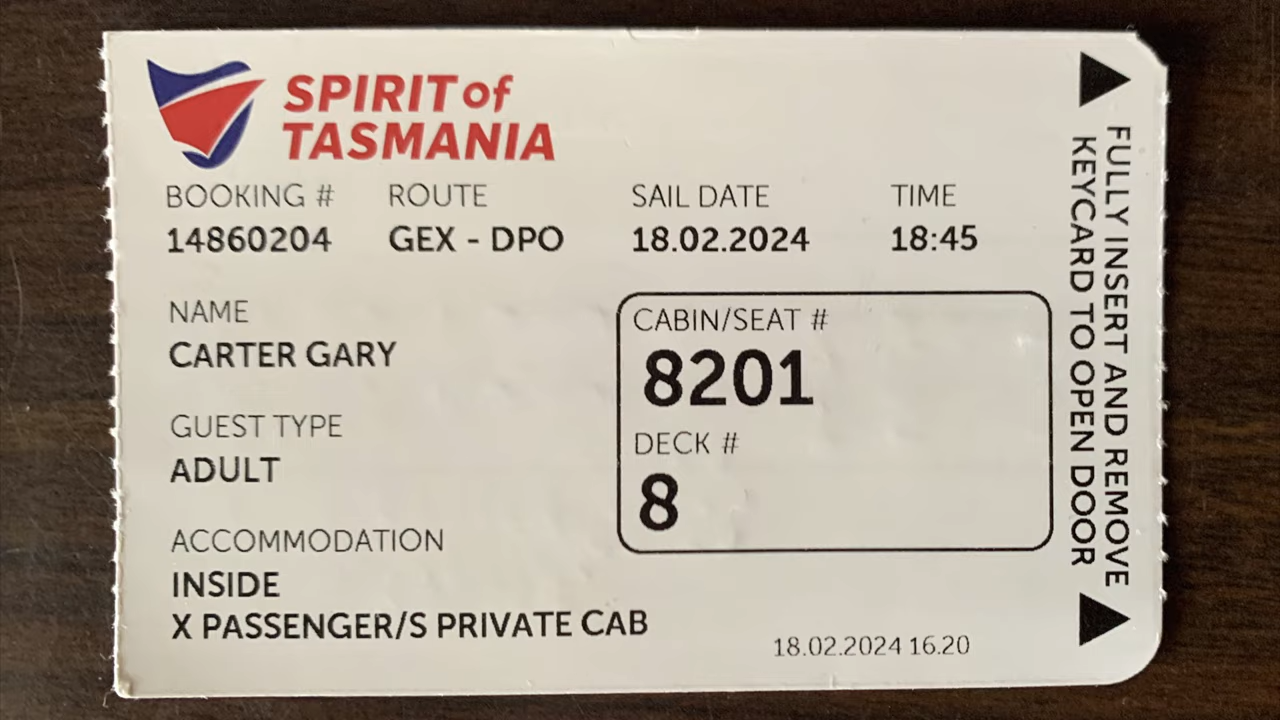 SPIRIT of
TASMANIA
BOOKING # ROUTE SAIL DATE TIME
14860204 GEX - DPO 18.02.2024 18:45
NAME
CARTER GARY
GUEST TYPE
ADULT
ACCOMMODATION
INSIDE
X PASSENGER/S PRIVATE CAB
CABIN/SEAT #
8201
DECK #
8
18.02.2024 16.20
FULLY INSERT AND REMOVE
KEYCARD TO OPEN DOOR